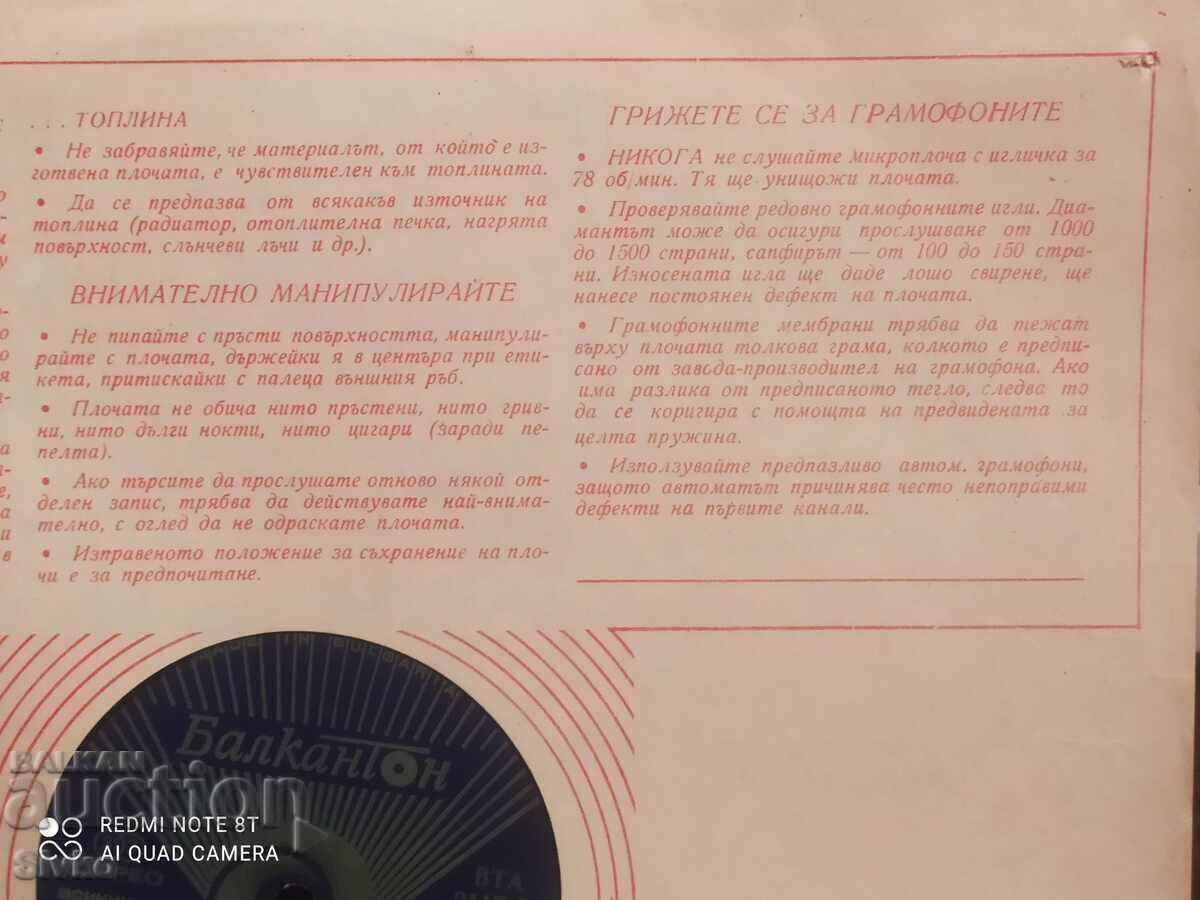 ... ТОПЛИНА
• Не забравяйте, че материалът, от който е из-
готвена плочата, е чувствителен към топлината.
• Да се предпазва от всякакъв източник на
топлина (радиатор, отоплителна печка, нагрята
повърхност, слънчеви лъчи и др.).
ВНИМАТЕЛНО МАНИПУЛИРАЙТЕ
• Не пипайте с пръсти повърхността, манипули-
райте с плочата, държейки я в центъра при ети-
кета, притискайки с палеца външния ръб.
• Плочата не обича нито пръстени, нито грив-
ни, нито дълги нокти, нито цигари (заради пе-
пелта).
• Ако търсите да прослушате отново някой от-
делен запис, трябва да действувате най-внима-
телно, с оглед да не одраскате плочата.
• Изправеното положение за съхранение на пло-
чи е за предпочитане.
ГРИЖЕТЕ СЕ ЗА ГРАМОФОНИТЕ
• НИКОГА не слушайте микроплоча с игличка за
78 об/мин. Тя ще унищожи плочата.
• Проверявайте редовно грамофонните игли. Диа-
мантът може да осигури прослушване от 1000
до 1500 страни, сапфирът — от 100 до 150 стра-
ни. Износената игла ще даде лошо свирене, ще
нанесе постоянен дефект на плочата.
• Грамофонните мембрани трябва да тежат
върху плочата толкова грама, колкото е предпи-
сано от завода-производител на грамофона. Ако
има разлика от предписаното тегло, следва то
да се коригира с помощта на предвидената за
целта пружина.
• Използувайте предпазливо автом. грамофони,
защото автоматът причинява често непоправими
дефекти на първите канали.
MADE IN BULGARIA
Балкантон
BALKAN
auction
REDMI NOTE 8T
AI QUAD CAMERA
ВТА